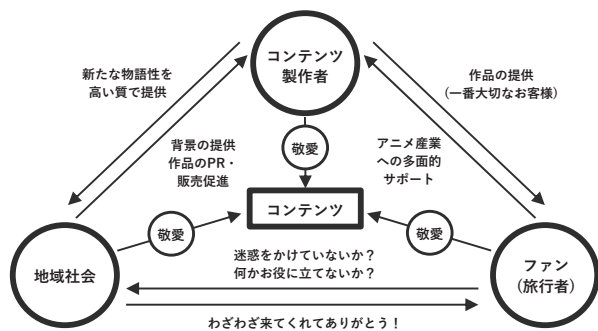 コンテンツ
製作者
新たな物語性を
高い質で提供
作品の提供
(一番大切なお客様)
背景の提供
作品のPR・
販売促進
敬愛
アニメ産業
への多面的
サポート
コンテンツ
敬愛
敬愛
地域社会
迷惑をかけていないか？
何かお役に立てないか？
ファン
(旅行者)
わざわざ来てくれてありがとう！